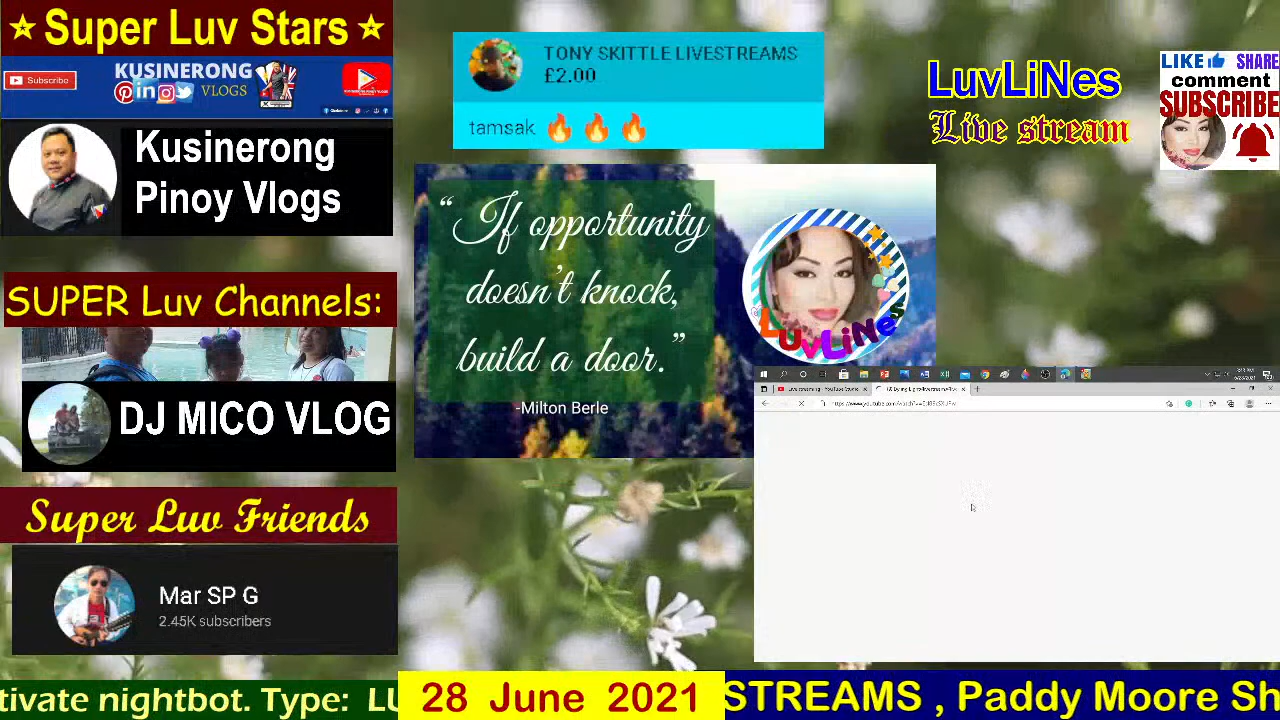 Super Luv Stars
Subscribe
KUSINERONG
VLOGS
Kusinerong
Pinoy Vlogs
SUPER Luv Channels:
DJ MICO VLOG
Super Luv Friends
Mar SP G
2.45K subscribers
TONY SKITTLE LIVESTREAMS
£2.00
tamsak
“If opportunity
doesn't knock,
build a door.”
-Milton Berle
LuvLiNes
LuvLiNes
Live stream
LIKE SHARE
comment
SUBSCRIBE
tivate nightbot. Type: LU
28 June 2021
STREAMS , Paddy Moore Sh